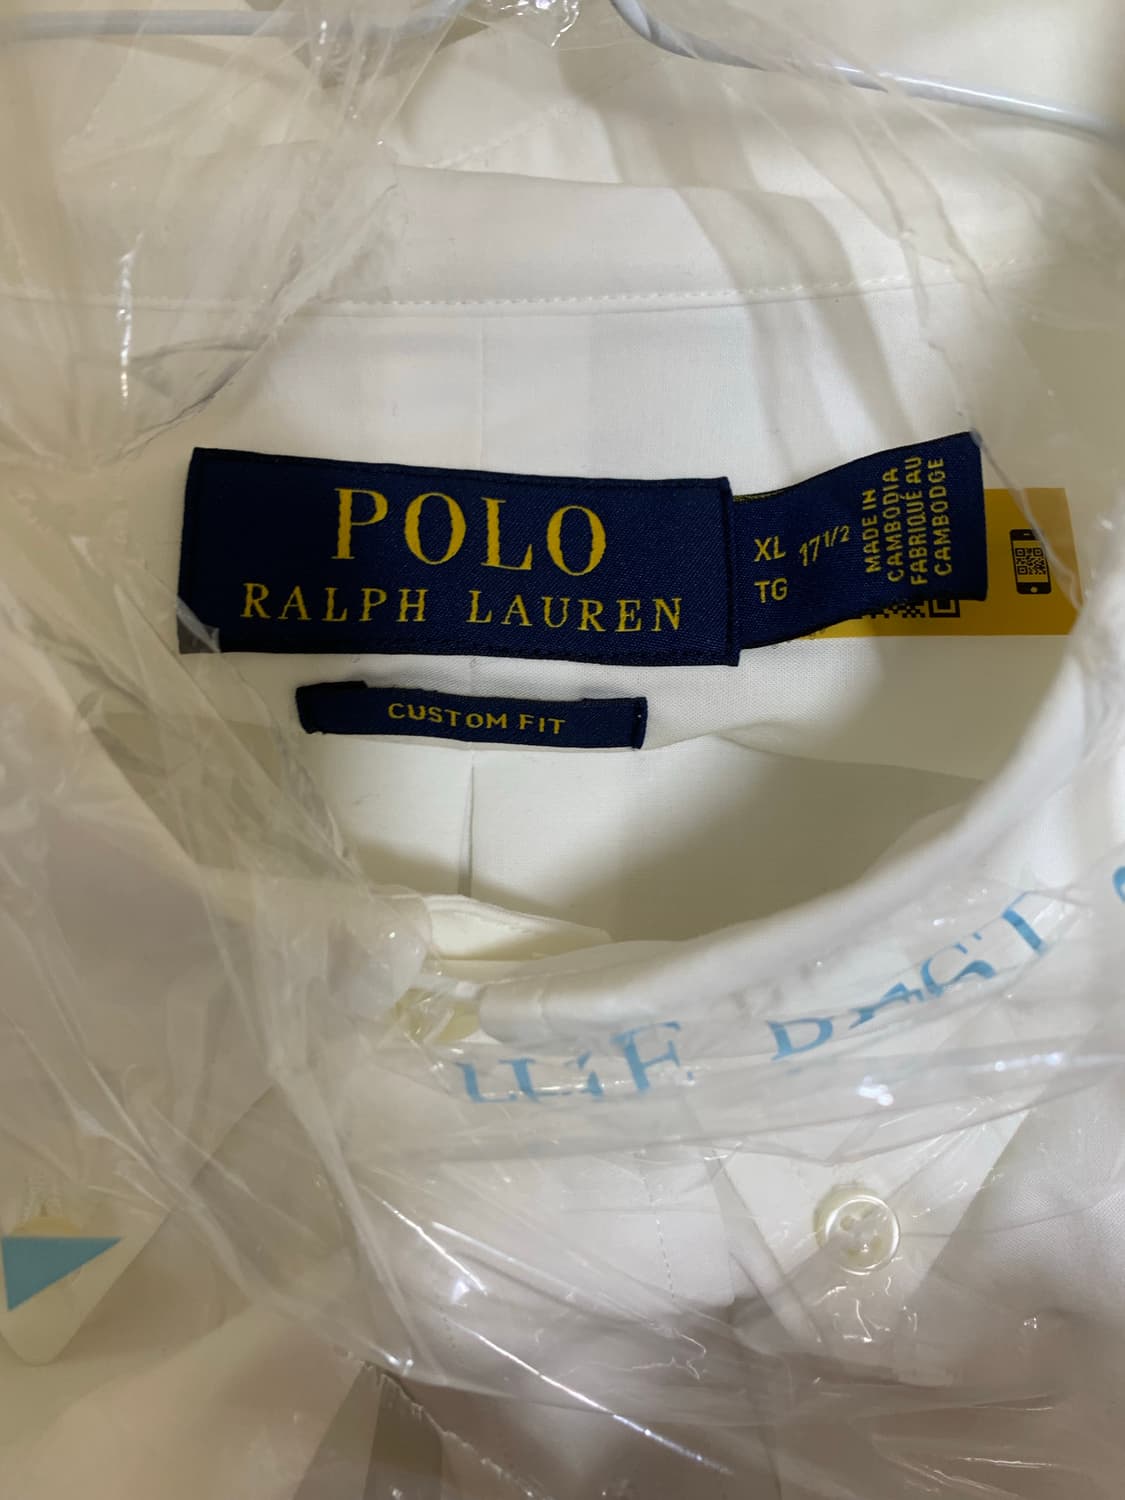 POLO
RALPH LAUREN
XL 17 1/2
TG
MADE IN
CAMBODIA
FABRIQUÉ AU
CAMBODGE
CUSTOM FIT